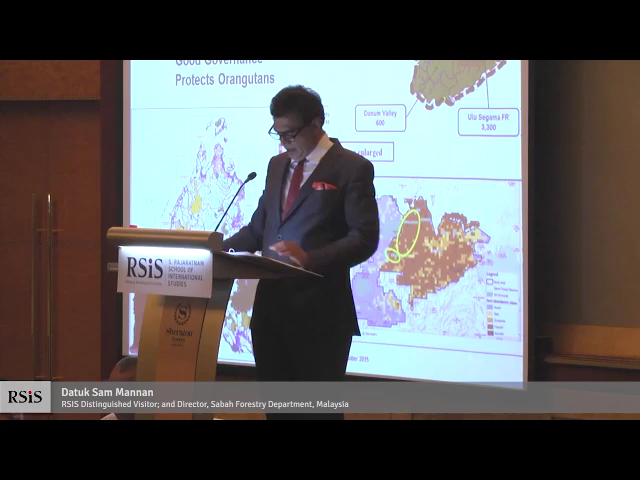 Good Governance
Protects Orangutans
Danum Valley
600
Ulu Segama FR
3,300
enlarged
RSiS
S. RAJARATNAM
SCHOOL OF
INTERNATIONAL
STUDIES
Sheraton
Legend
2015
RSiS
Datuk Sam Mannan
RSIS Distinguished Visitor; and Director, Sabah Forestry Department, Malaysia